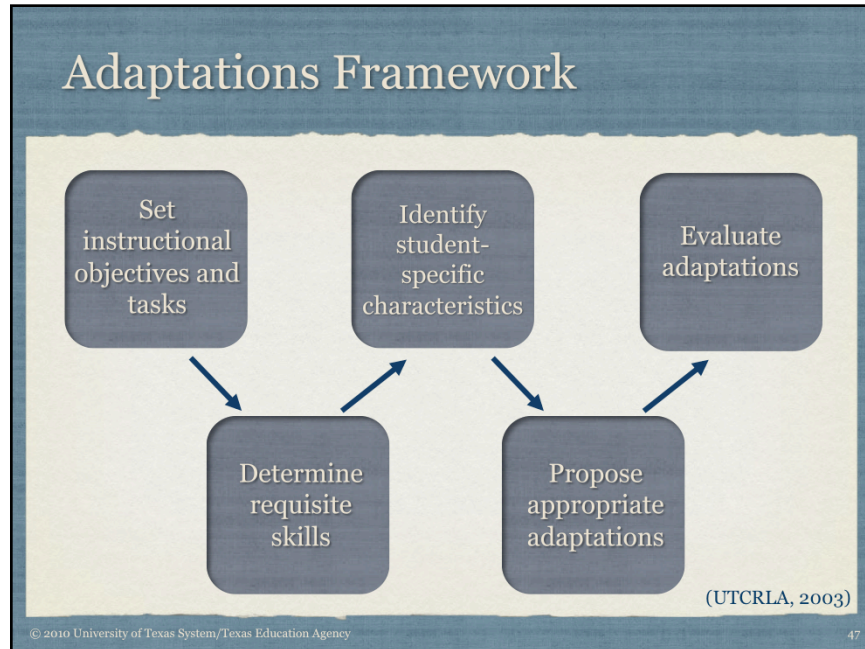 Adaptations Framework
Set
instructional
objectives and
tasks
Determine
requisite
skills
Identify
student-
specific
characteristics
Propose
appropriate
adaptations
Evaluate
adaptations
(UTCRLA, 2003)
© 2010 University of Texas System/Texas Education Agency
47